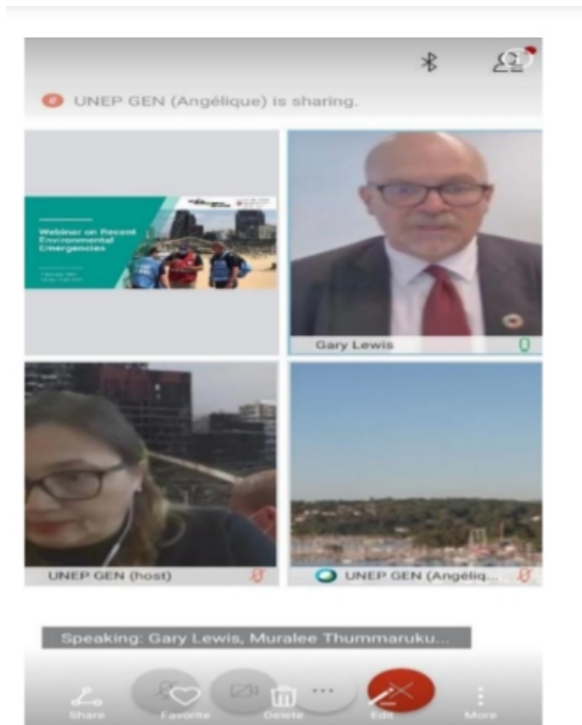 UNEP GEN (Angélique) is sharing.
Webinar on Recent
Environmental
Emergencies
Gary Lewis
UNEP GEN (host)
UNEP GEN (Angéliq...
Speaking: Gary Lewis, Muralee Thummaruku...
Share
Favorite
Delete
Edit
More